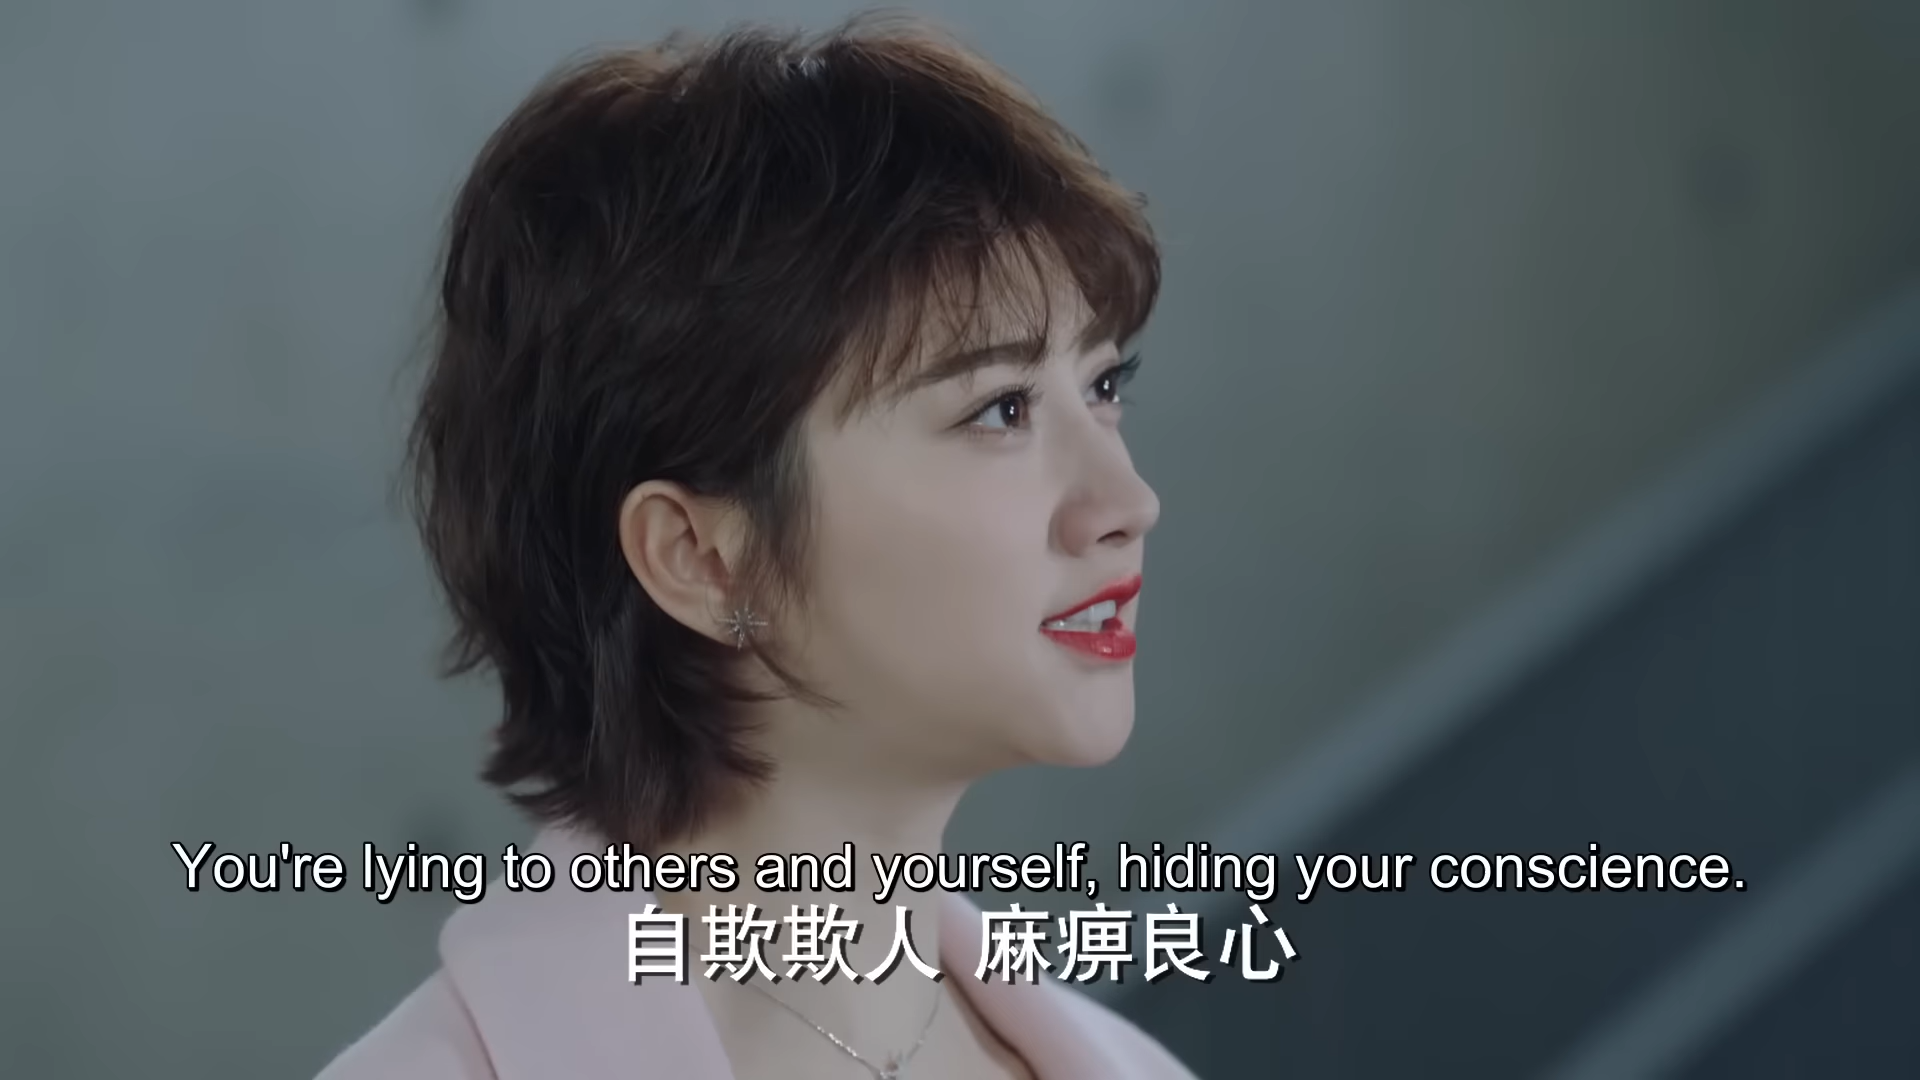 You're lying to others and yourself, hiding your conscience.
自欺欺人 麻痹良心